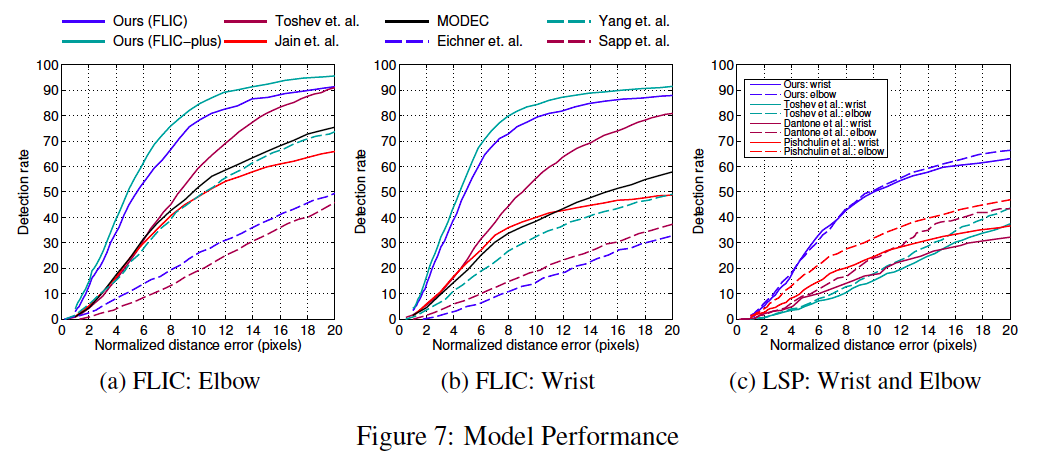 Ours (FLIC) Toshev et. al. MODEC Yang et. al.
Ours (FLIC−plus) Jain et. al. Eichner et. al. Sapp et. al.
Detection rate
100
90
80
70
60
50
40
30
20
10
0
0 2 4 6 8 10 12 14 16 18 20
Normalized distance error (pixels)
(a) FLIC: Elbow
Detection rate
100
90
80
70
60
50
40
30
20
10
0
0 2 4 6 8 10 12 14 16 18 20
Normalized distance error (pixels)
(b) FLIC: Wrist
Detection rate
100
90
80
70
60
50
40
30
20
10
0
Ours: wrist
Ours: elbow
Toshev et al.: wrist
Toshev et al.: elbow
Dantone et al.: wrist
Dantone et al.: elbow
Pishchulin et al.: wrist
Pishchulin et al.: elbow
0 2 4 6 8 10 12 14 16 18 20
Normalized distance error (pixels)
(c) LSP: Wrist and Elbow
Figure 7: Model Performance